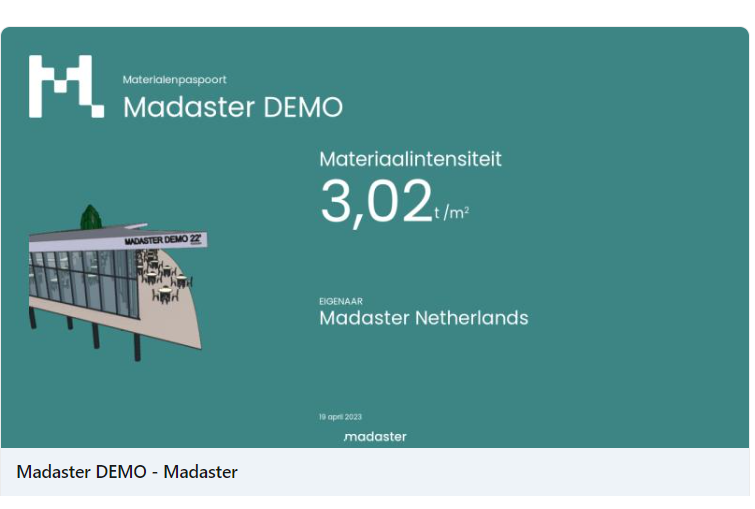 Materialenpaspoort
Madaster DEMO
Materiaalintensiteit
3,02 t /m²
MADASTER DEMO 22'
EIGENAAR
Madaster Netherlands
19 april 2023
madaster
Madaster DEMO - Madaster